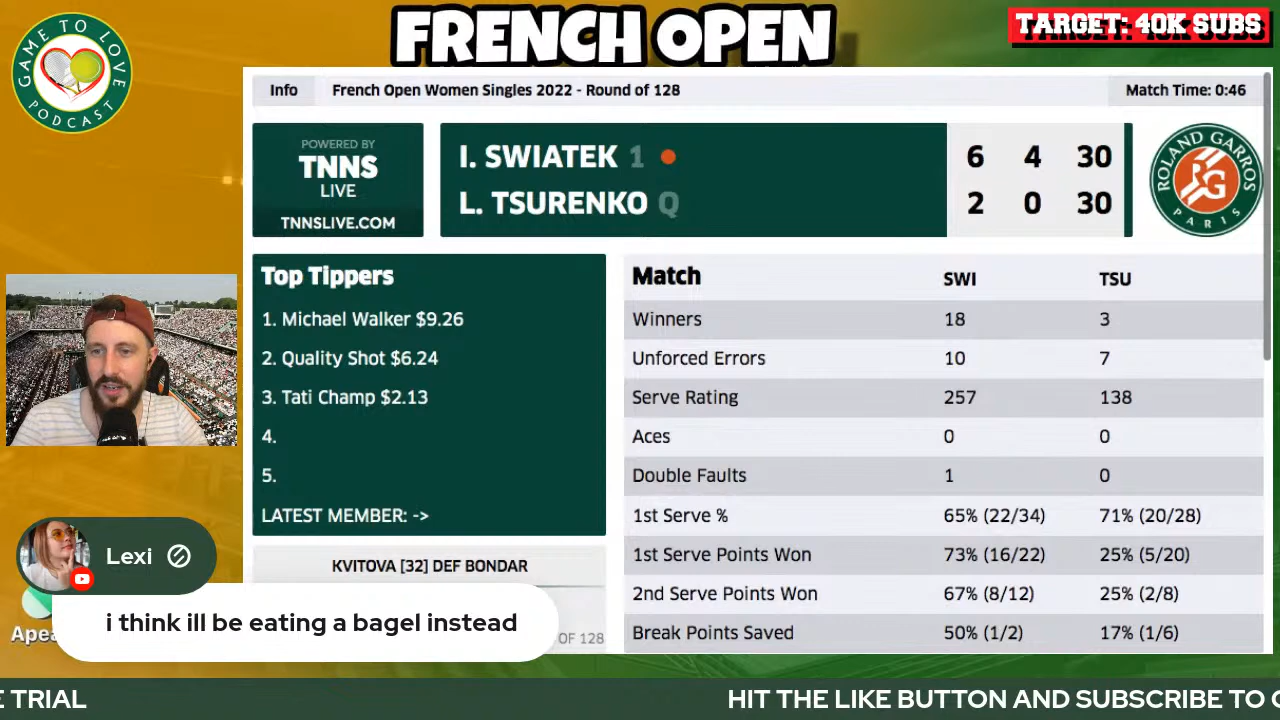 GAME TO LOVE
PODCAST
FRENCH OPEN
TARGET: 40K SUBS
Info French Open Women Singles 2022 - Round of 128 Match Time: 0:46
POWERED BY
TNNS
LIVE
TNNSLIVE.COM
I. SWIATEK 1 6 4 30
L. TSURENKO Q 2 0 30
ROLAND GARROS
RG
PARIS
Top Tippers
1. Michael Walker $9.26
2. Quality Shot $6.24
3. Tati Champ $2.13
4.
5.
LATEST MEMBER: ->
KVITOVA [32] DEF BONDAR
OF 128
Match SWI TSU
Winners 18 3
Unforced Errors 10 7
Serve Rating 257 138
Aces 0 0
Double Faults 1 0
1st Serve % 65% (22/34) 71% (20/28)
1st Serve Points Won 73% (16/22) 25% (5/20)
2nd Serve Points Won 67% (8/12) 25% (2/8)
Break Points Saved 50% (1/2) 17% (1/6)
Lexi
i think ill be eating a bagel instead
E TRIAL HIT THE LIKE BUTTON AND SUBSCRIBE TO